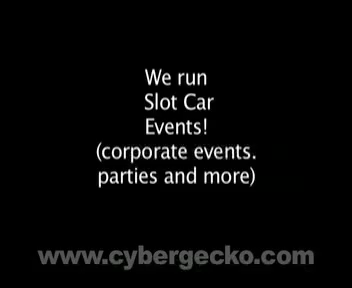 We run
Slot Car
Events!
(corporate events.
parties and more)
www.cybergecko.com